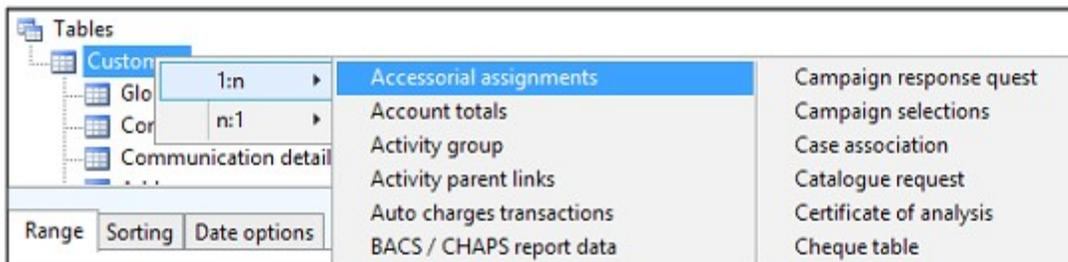 Tables
Custom
1:n
Accessorial assignments
Campaign response quest
Glo
Account totals
Campaign selections
Cor
n:1
Activity group
Case association
Communication detail
Activity parent links
Catalogue request
Auto charges transactions
Certificate of analysis
Range Sorting Date options
BACS / CHAPS report data
Cheque table